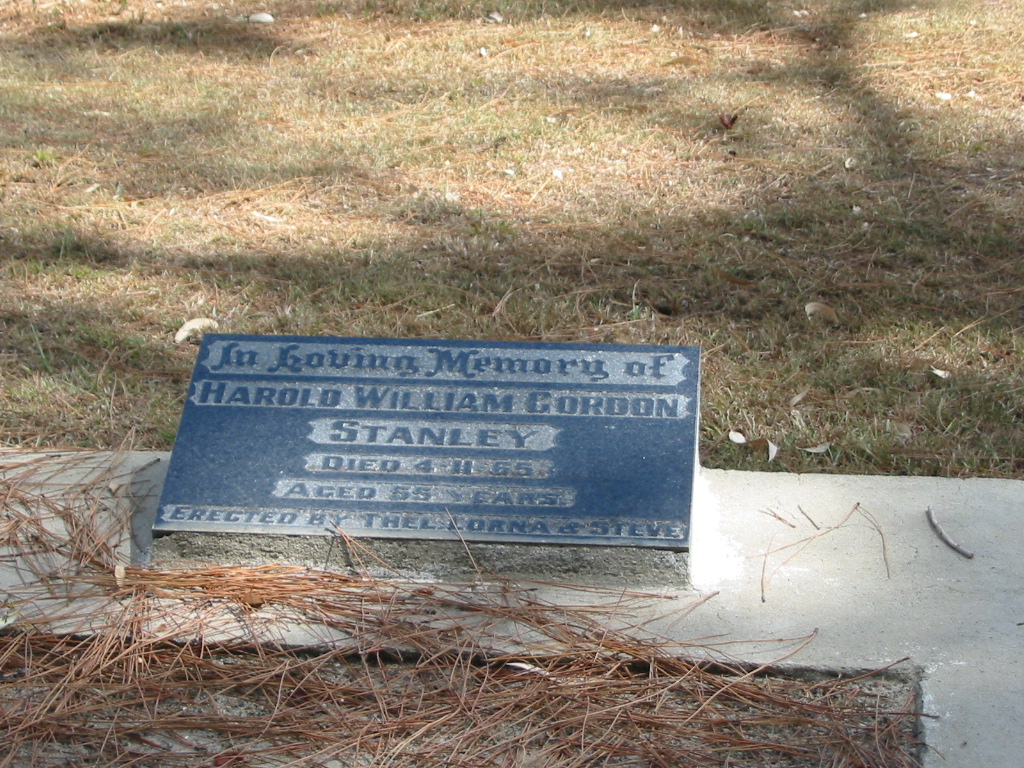 In Loving Memory of
HAROLD WILLIAM GORDON
STANLEY
DIED 4-11-65
AGED 55 YEARS.
ERECTED BY THEL, LORNA & STEVE